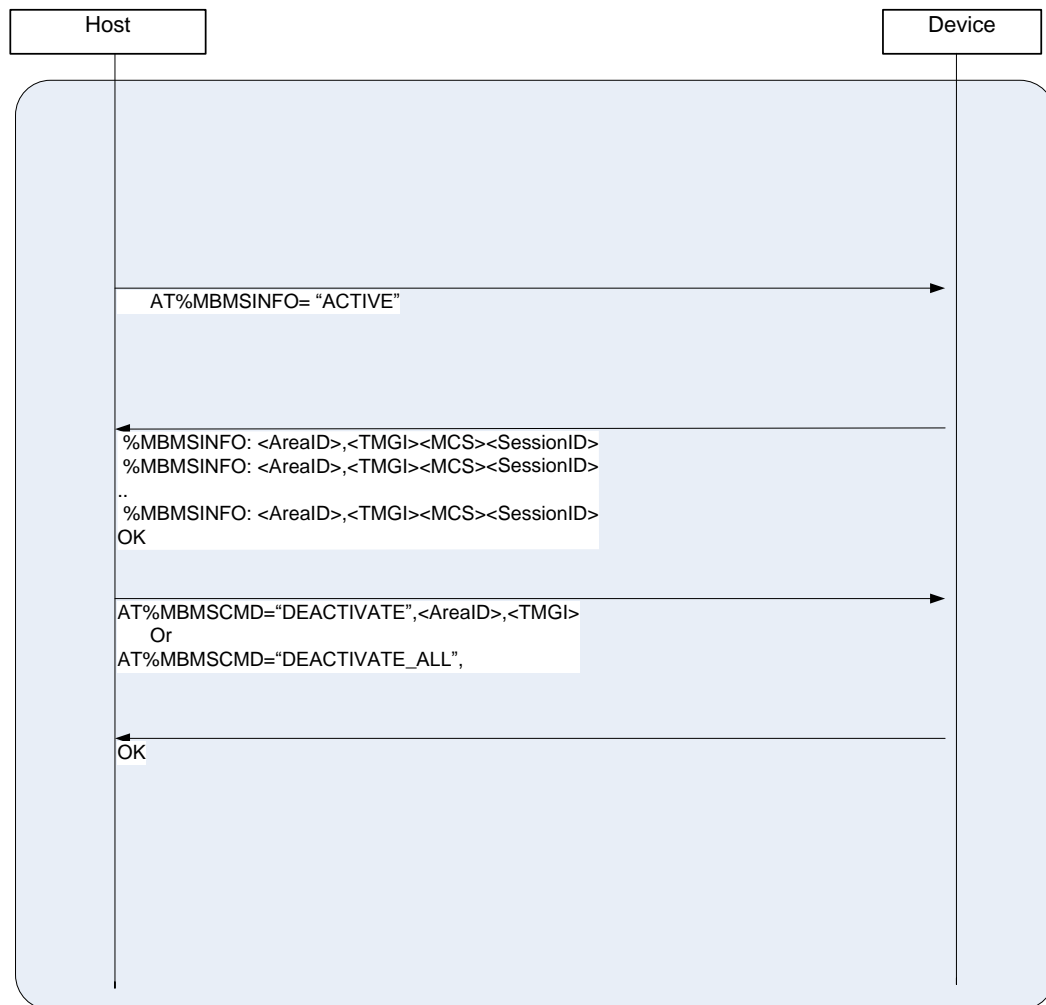 Host
Device
AT%MBMSINFO= “ACTIVE”
%MBMSINFO: <AreaID>,<TMGI><MCS><SessionID>
%MBMSINFO: <AreaID>,<TMGI><MCS><SessionID>
..
%MBMSINFO: <AreaID>,<TMGI><MCS><SessionID>
OK
AT%MBMSCMD=“DEACTIVATE”,<AreaID>,<TMGI>
Or
AT%MBMSCMD=“DEACTIVATE_ALL”,
OK